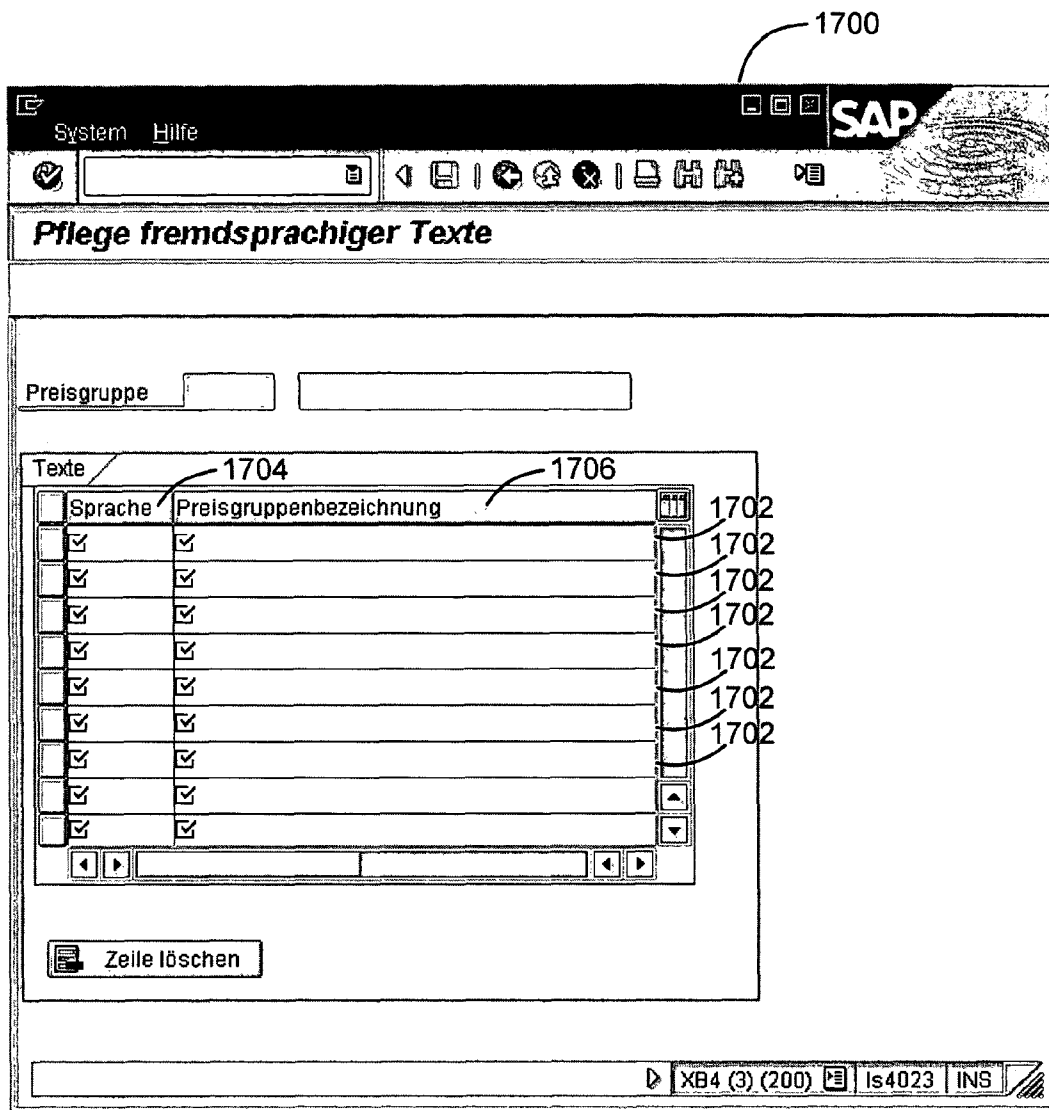 1700
SAP
System Hilfe
Pflege fremdsprachiger Texte
Preisgruppe
Texte 1704 1706
Sprache Preisgruppenbezeichnung 1702
1702
1702
1702
1702
1702
1702
Zeile löschen
XB4 (3) (200) ls4023 INS